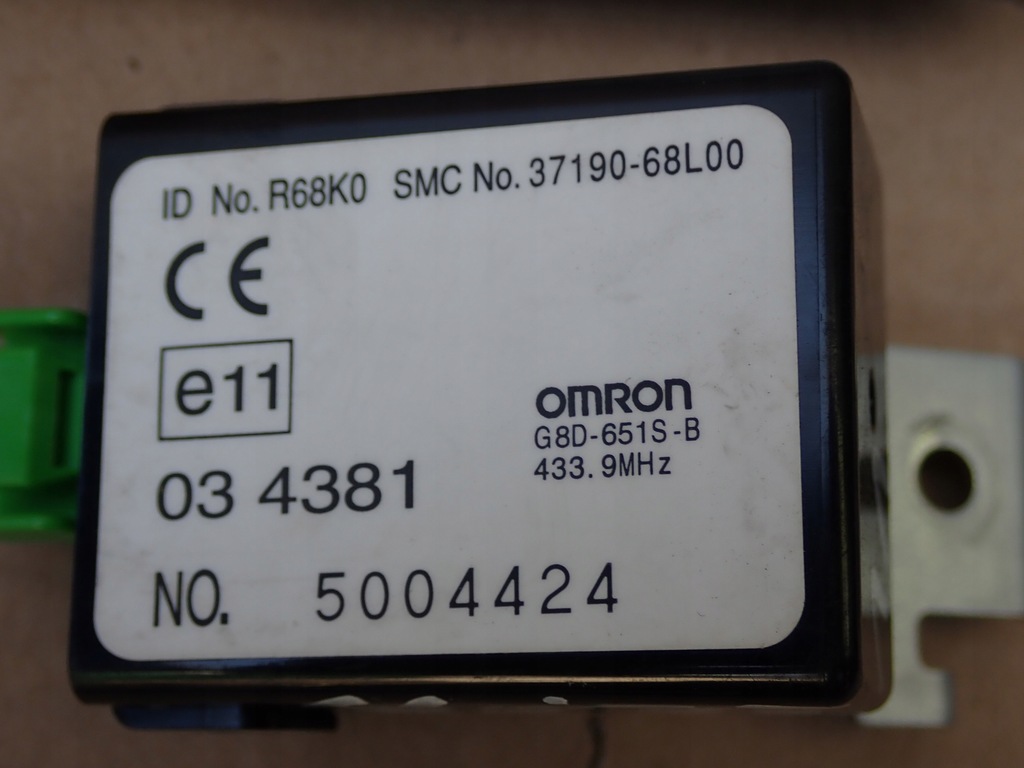 ID No. R68K0 SMC No. 37190-68L00
CE
e11
OMRON
G8D-651S-B
433.9MHz
03 4381
NO. 5004424